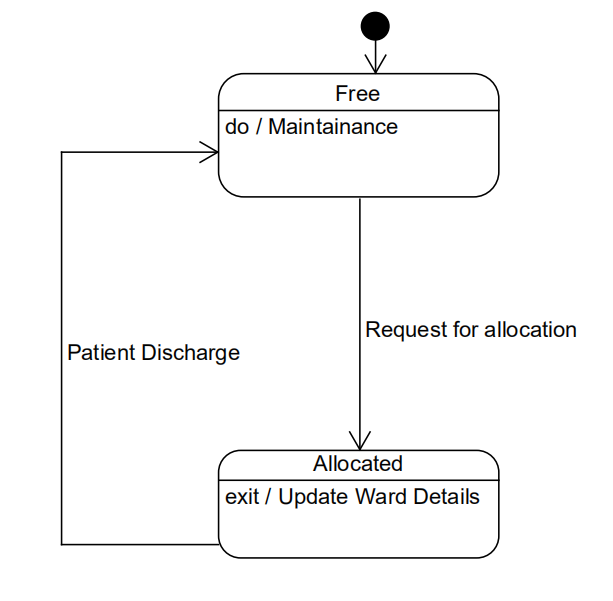 Free
do / Maintainance
Request for allocation
Patient Discharge
Allocated
exit / Update Ward Details